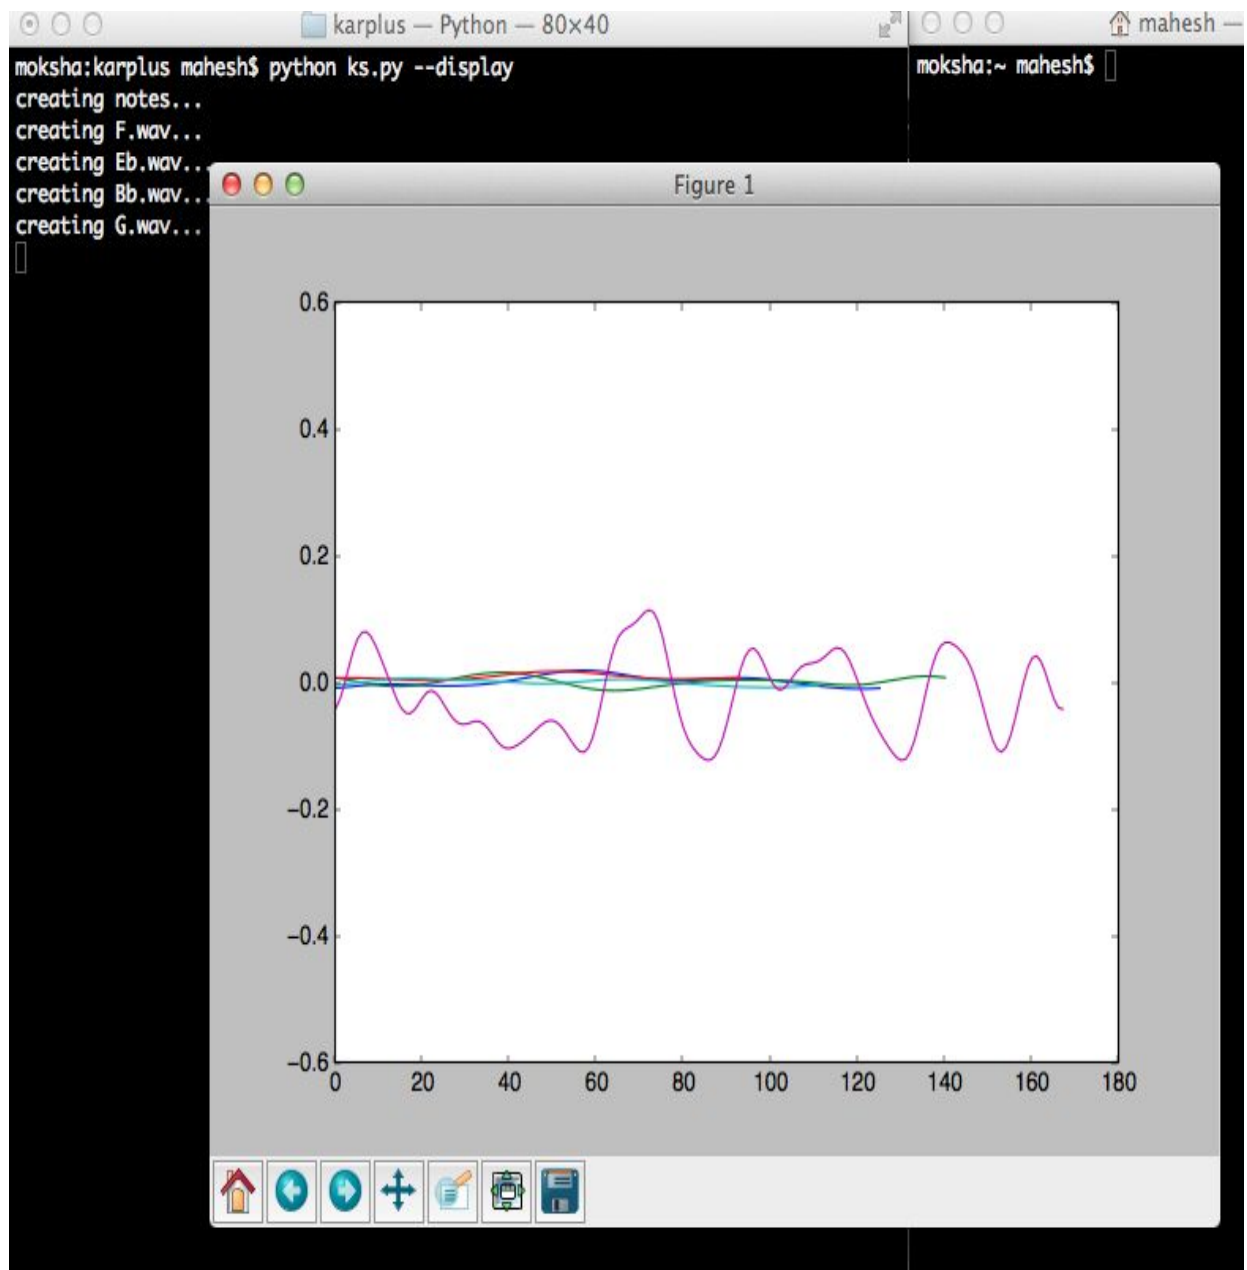 karplus — Python — 80×40
mahesh —
moksha:karplus mahesh$ python ks.py --display
creating notes...
creating F.wav...
creating Eb.wav...
creating Bb.wav...
creating G.wav...
moksha:~ mahesh$
Figure 1
0.6
0.4
0.2
0.0
−0.2
−0.4
−0.6
0 20 40 60 80 100 120 140 160 180